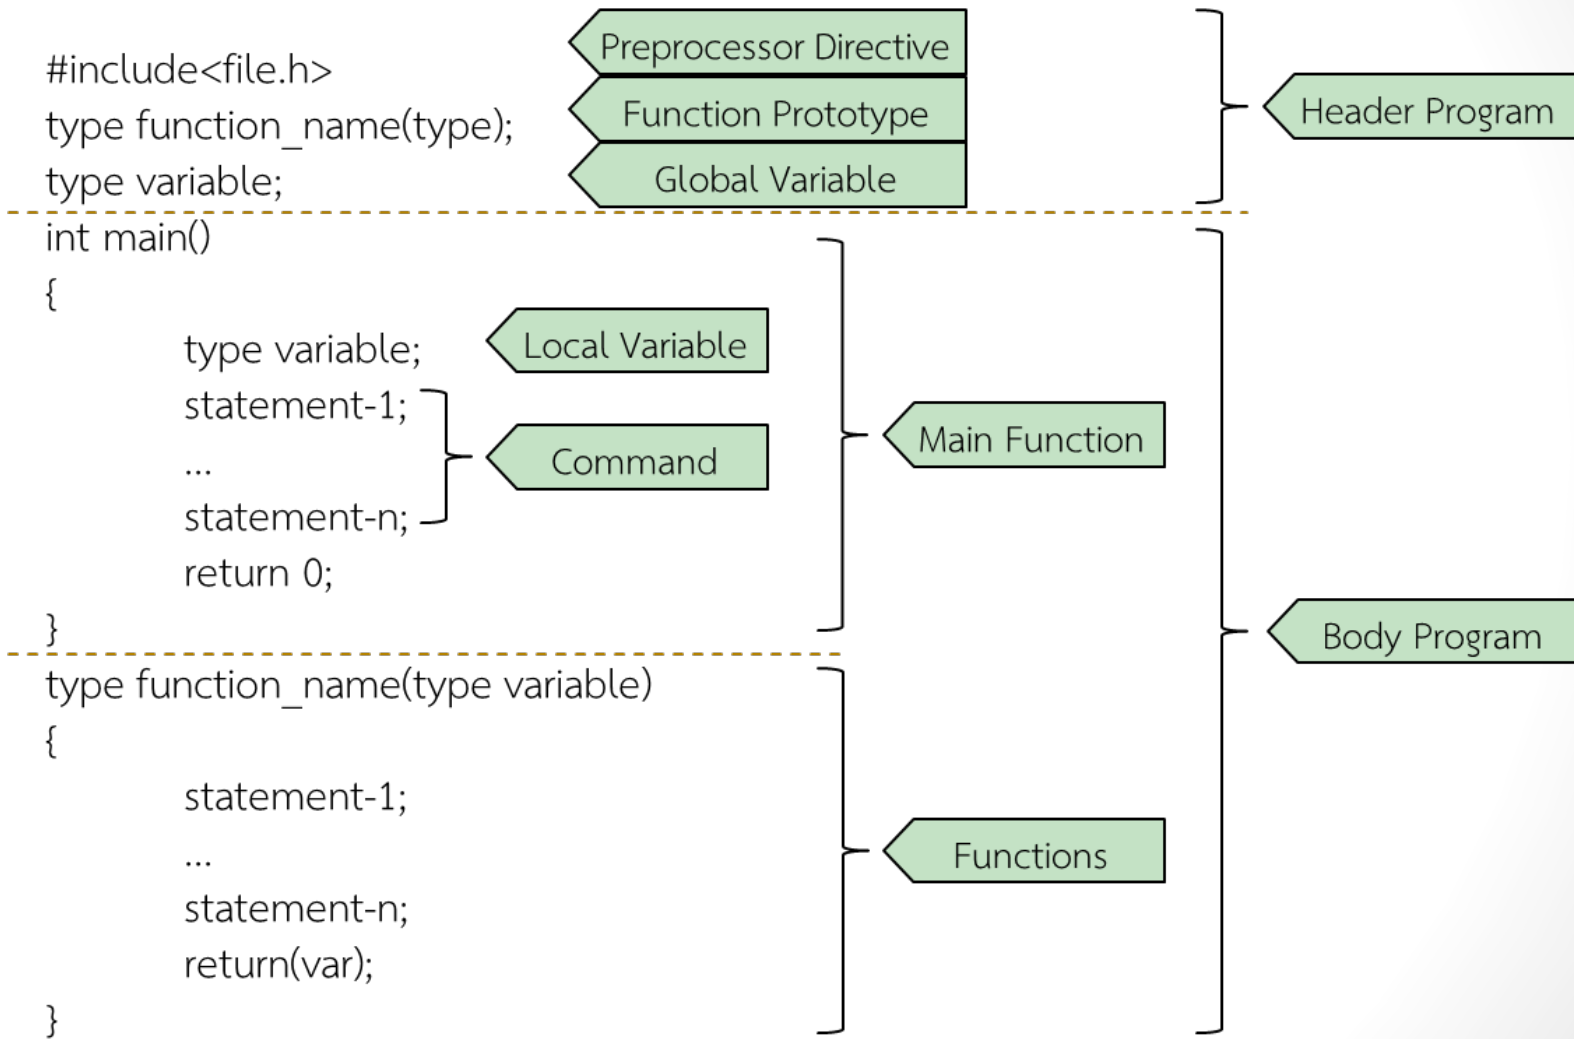 #include<file.h>
Preprocessor Directive
type function_name(type);
Function Prototype
Header Program
type variable;
Global Variable
int main()
{
type variable;
Local Variable
statement-1;
...
Command
Main Function
statement-n;
return 0;
}
Body Program
type function_name(type variable)
{
statement-1;
...
Functions
statement-n;
return(var);
}